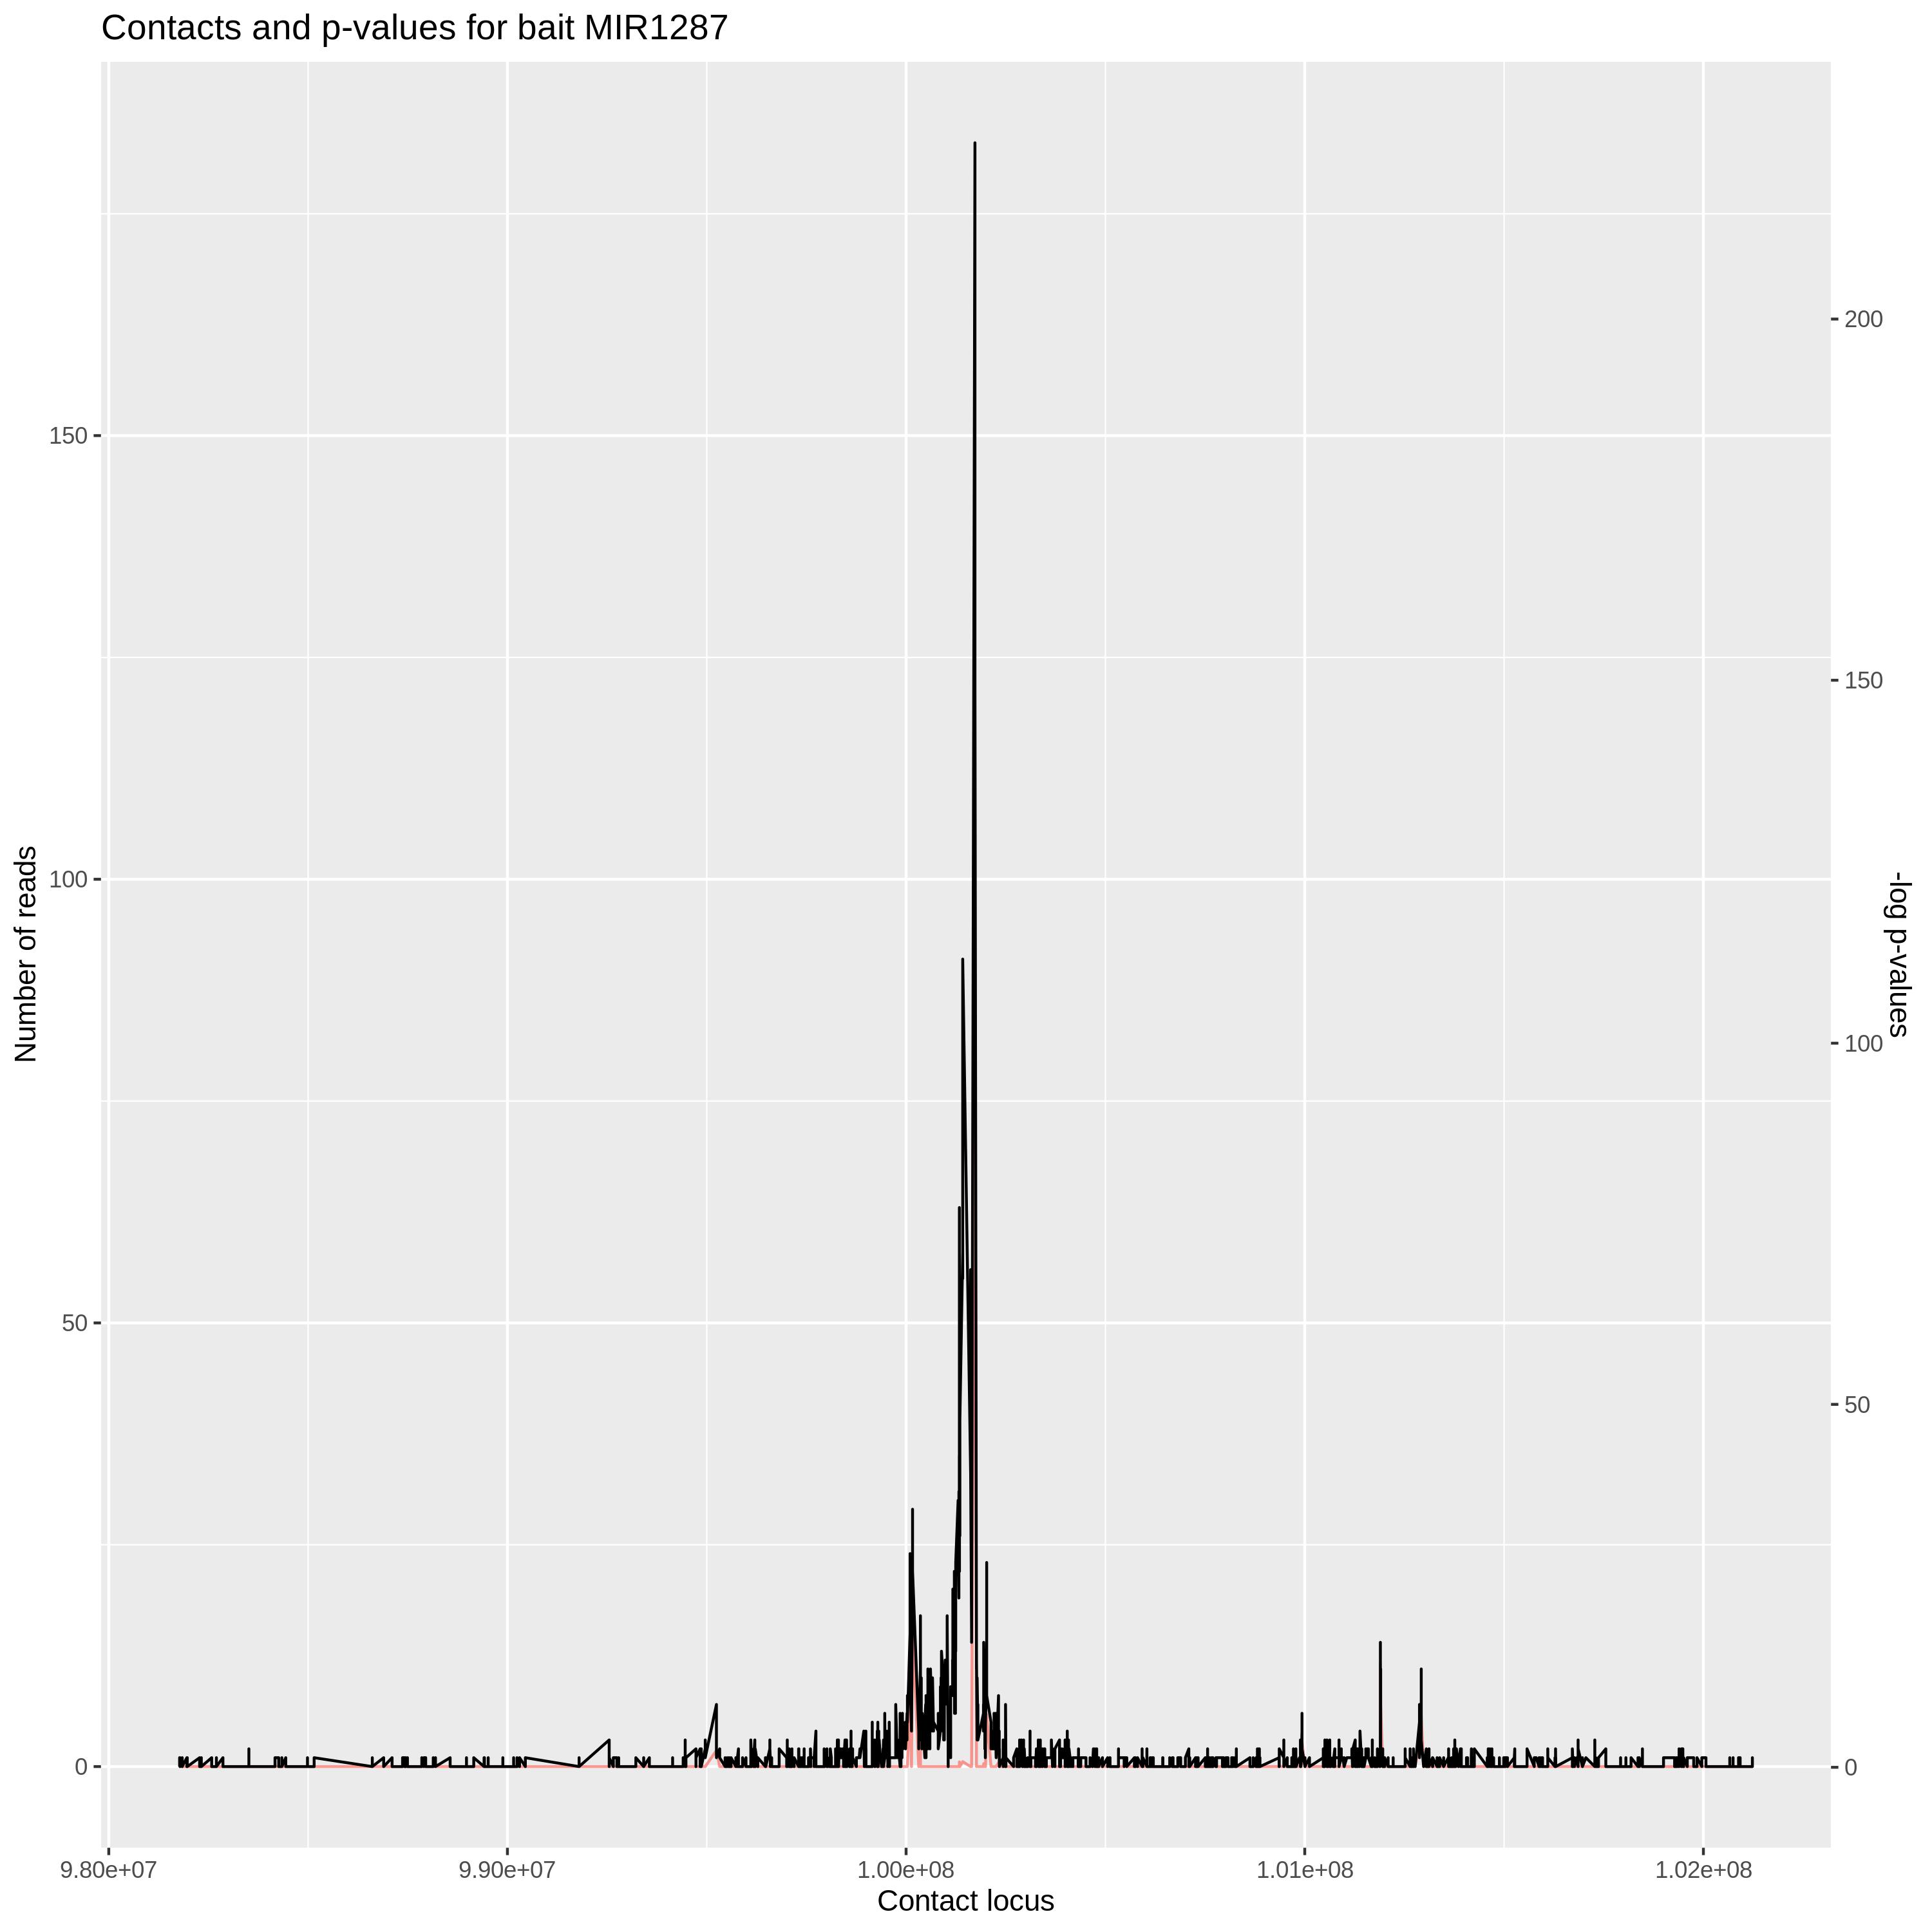 Contacts and p-values for bait MIR1287
Number of reads
150
100
50
0
200
150
100
50
0
-log p-values
9.80e+07
9.90e+07
1.00e+08
1.01e+08
1.02e+08
Contact locus